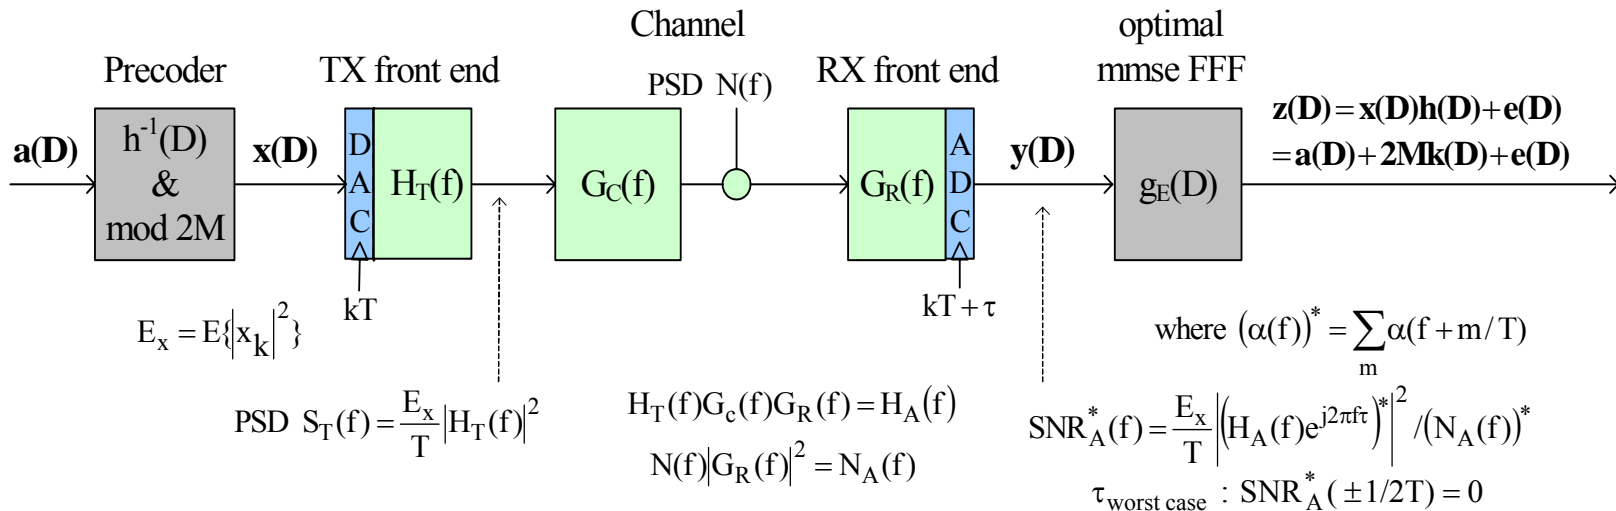 Precoder
TX front end
Channel
RX front end
optimal
mmse FFF
PSD N(f)
a(D)
h⁻¹(D)
&
mod 2M
x(D)
D
A
C
H_T(f)
G_C(f)
G_R(f)
A
D
C
y(D)
g_E(D)
z(D) = x(D)h(D) + e(D)
= a(D) + 2Mk(D) + e(D)
kT
kT + τ
E_x = E{|x_k|²}
where (α(f))* = ∑_m α(f + m/T)
PSD S_T(f) = E_x/T |H_T(f)|²
H_T(f)G_c(f)G_R(f) = H_A(f)
N(f)|G_R(f)|² = N_A(f)
SNR*_A(f) = E_x/T |(H_A(f)e^{j2πfτ})*|² /(N_A(f))*
τ_worst case : SNR*_A(±1/2T) = 0